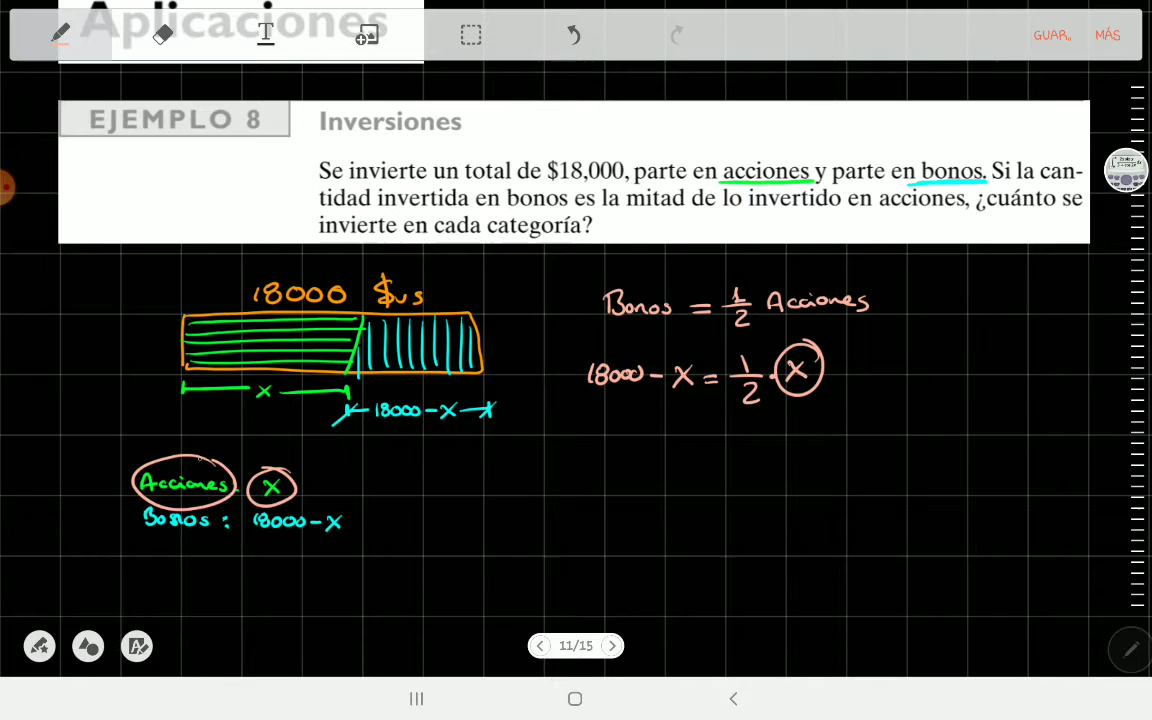 Aplicaciones
T
GUAR.
MÁS
EJEMPLO 8
Inversiones
Se invierte un total de $18,000, parte en acciones y parte en bonos. Si la can-
tidad invertida en bonos es la mitad de lo invertido en acciones, ¿cuánto se
invierte en cada categoría?
18000 $us
x
18000 - x
Acciones: x
Bonos: 18000 - x
Bonos = 1/2 Acciones
18000 - x = 1/2 · x
11/15